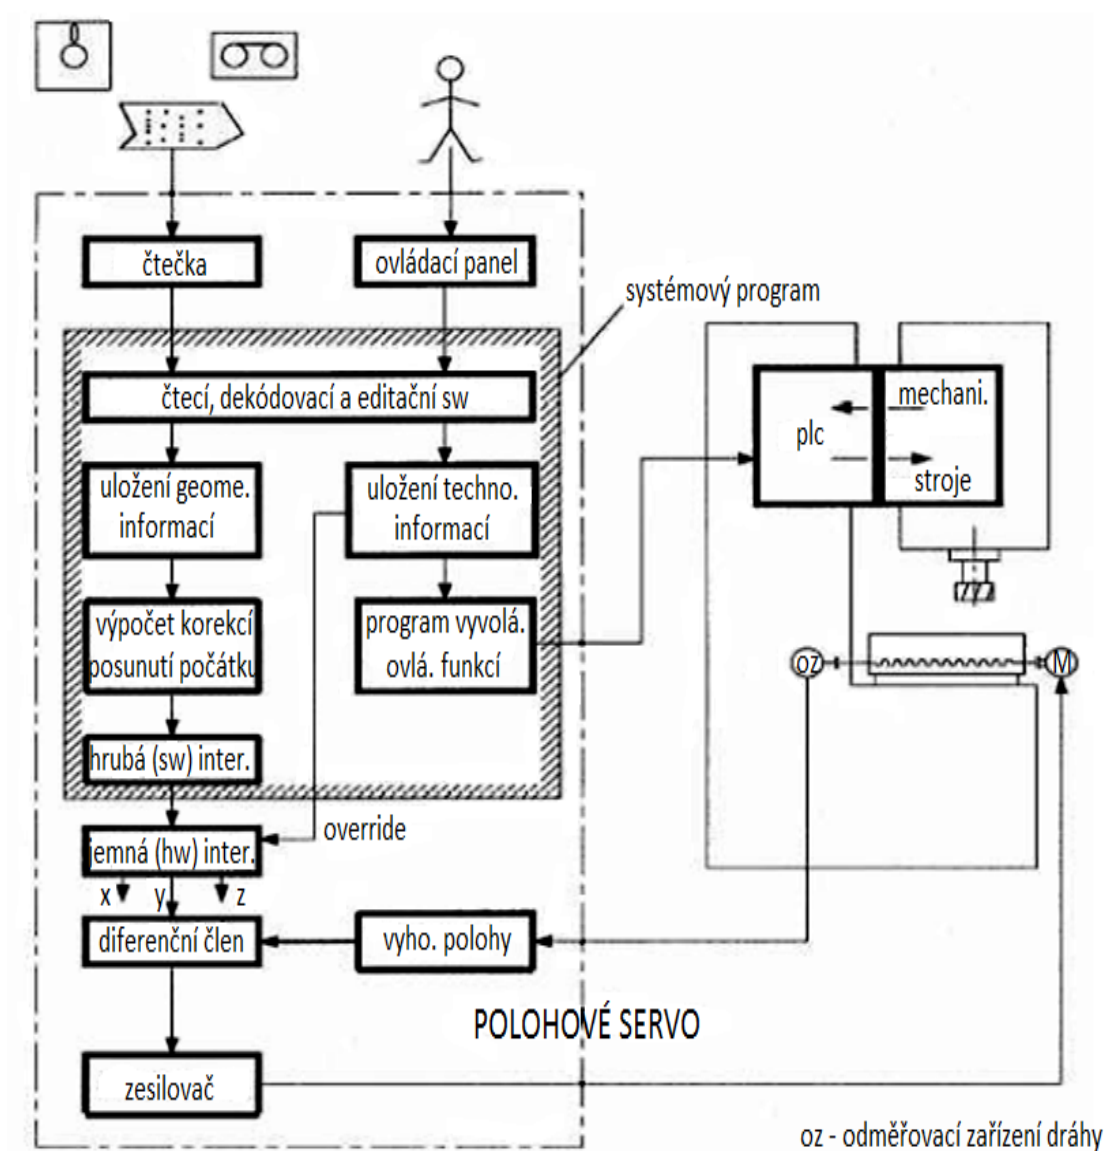 čtečka
ovládací panel
systémový program
čtecí, dekódovací a editační sw
uložení geome.
informací
uložení techno.
informací
výpočet korekcí
posunutí počátku
program vyvolá.
ovlá. funkcí
hrubá (sw) inter.
override
jemná (hw) inter.
x y z
diferenční člen
vyho. polohy
POLOHOVÉ SERVO
zesilovač
plc
mechani.
stroje
oz
M
oz - odměřovací zařízení dráhy